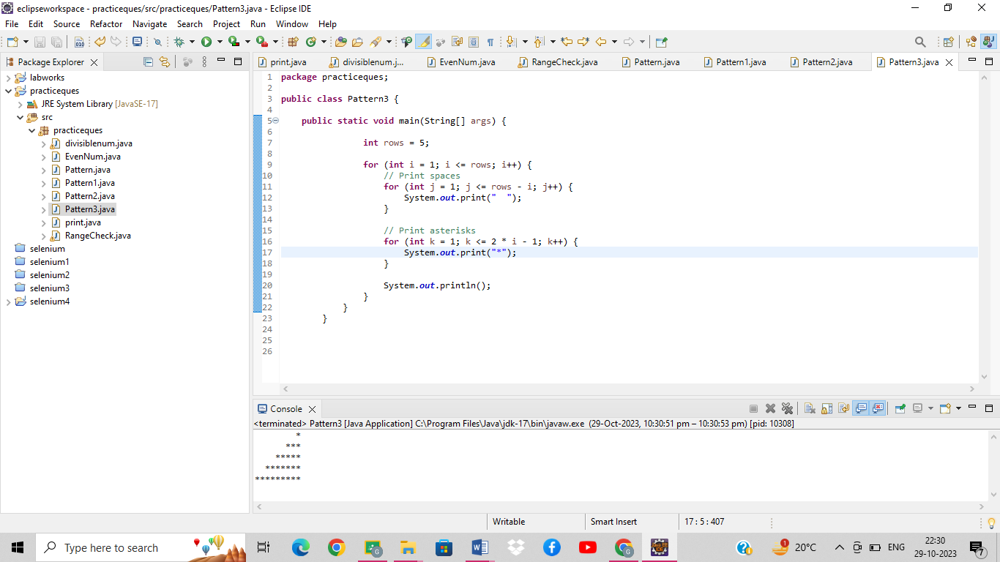 eclipseworkspace - practiceques/src/practiceques/Pattern3.java - Eclipse IDE
File Edit Source Refactor Navigate Search Project Run Window Help
Package Explorer
labworks
practiceques
JRE System Library [JavaSE-17]
src
practiceques
divisiblenum.java
EvenNum.java
Pattern.java
Pattern1.java
Pattern2.java
Pattern3.java
print.java
RangeCheck.java
selenium
selenium1
selenium2
selenium3
selenium4
print.java divisiblenum.j... EvenNum.java RangeCheck.java Pattern.java Pattern1.java Pattern2.java Pattern3.java
1 package practiceques;
2
3 public class Pattern3 {
4
5     public static void main(String[] args) {
6
7                 int rows = 5;
8
9                 for (int i = 1; i <= rows; i++) {
10                     // Print spaces
11                     for (int j = 1; j <= rows - i; j++) {
12                         System.out.print("  ");
13                     }
14
15                     // Print asterisks
16                     for (int k = 1; k <= 2 * i - 1; k++) {
17                         System.out.print("*");
18                     }
19
20                     System.out.println();
21                 }
22             }
23         }
24
25
26
Console
<terminated> Pattern3 [Java Application] C:\Program Files\Java\jdk-17\bin\javaw.exe (29-Oct-2023, 10:30:51 pm – 10:30:53 pm) [pid: 10308]
        *
      ***
    *****
  *******
*********
Writable Smart Insert 17 : 5 : 407
Type here to search
1 20°C ENG 22:30
29-10-2023 7